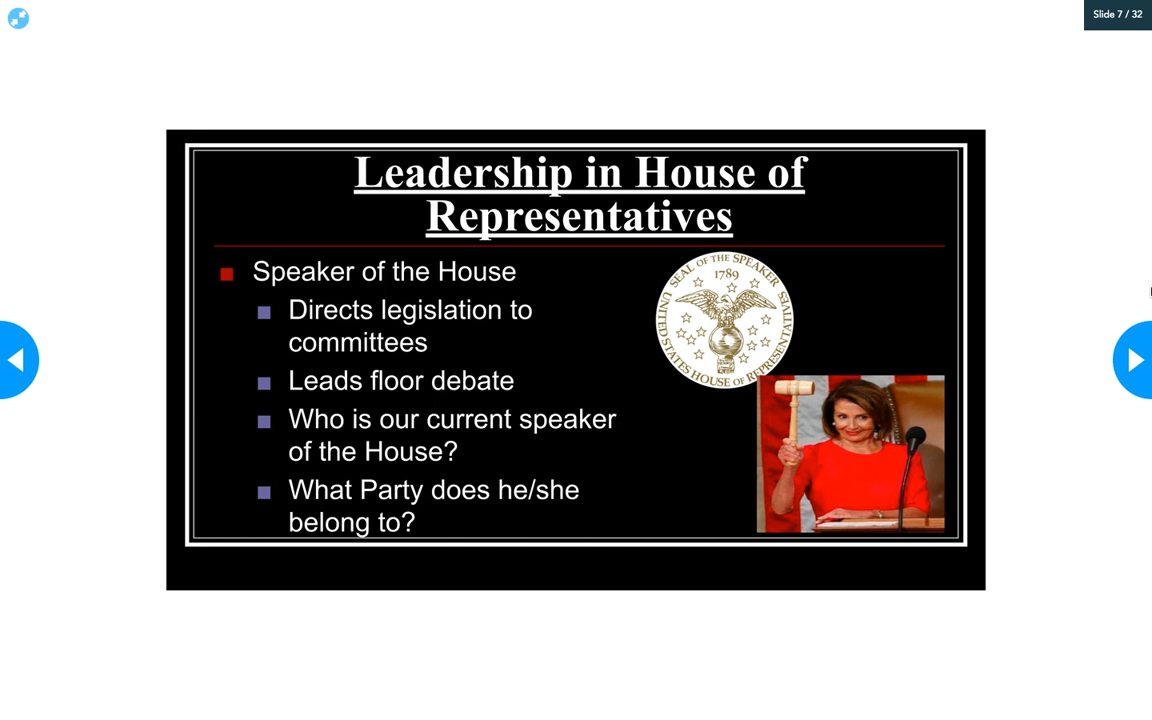 Slide 7 / 32
Leadership in House of
Representatives
Speaker of the House
Directs legislation to
committees
Leads floor debate
Who is our current speaker
of the House?
What Party does he/she
belong to?
SEAL OF THE SPEAKER
1789
UNITED STATES HOUSE OF REPRESENTATIVES